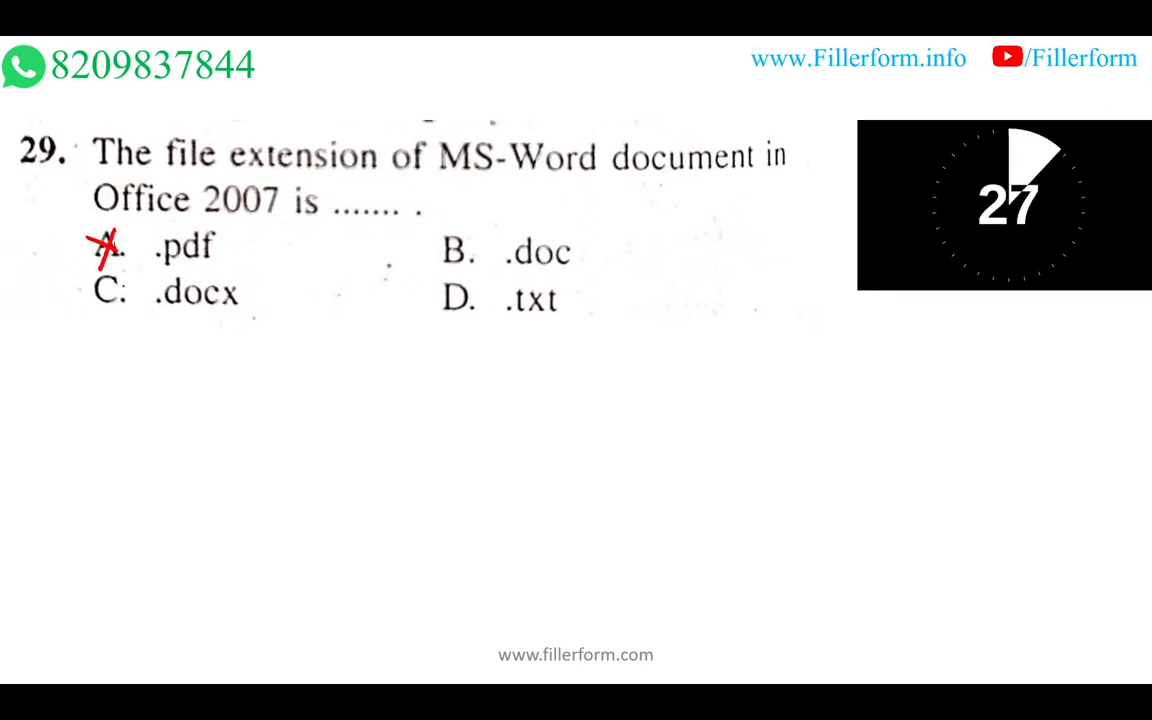 8209837844
www.Fillerform.info /Fillerform
29. The file extension of MS-Word document in
Office 2007 is ....... .
A. .pdf B. .doc
C. .docx D. .txt
27
www.fillerform.com